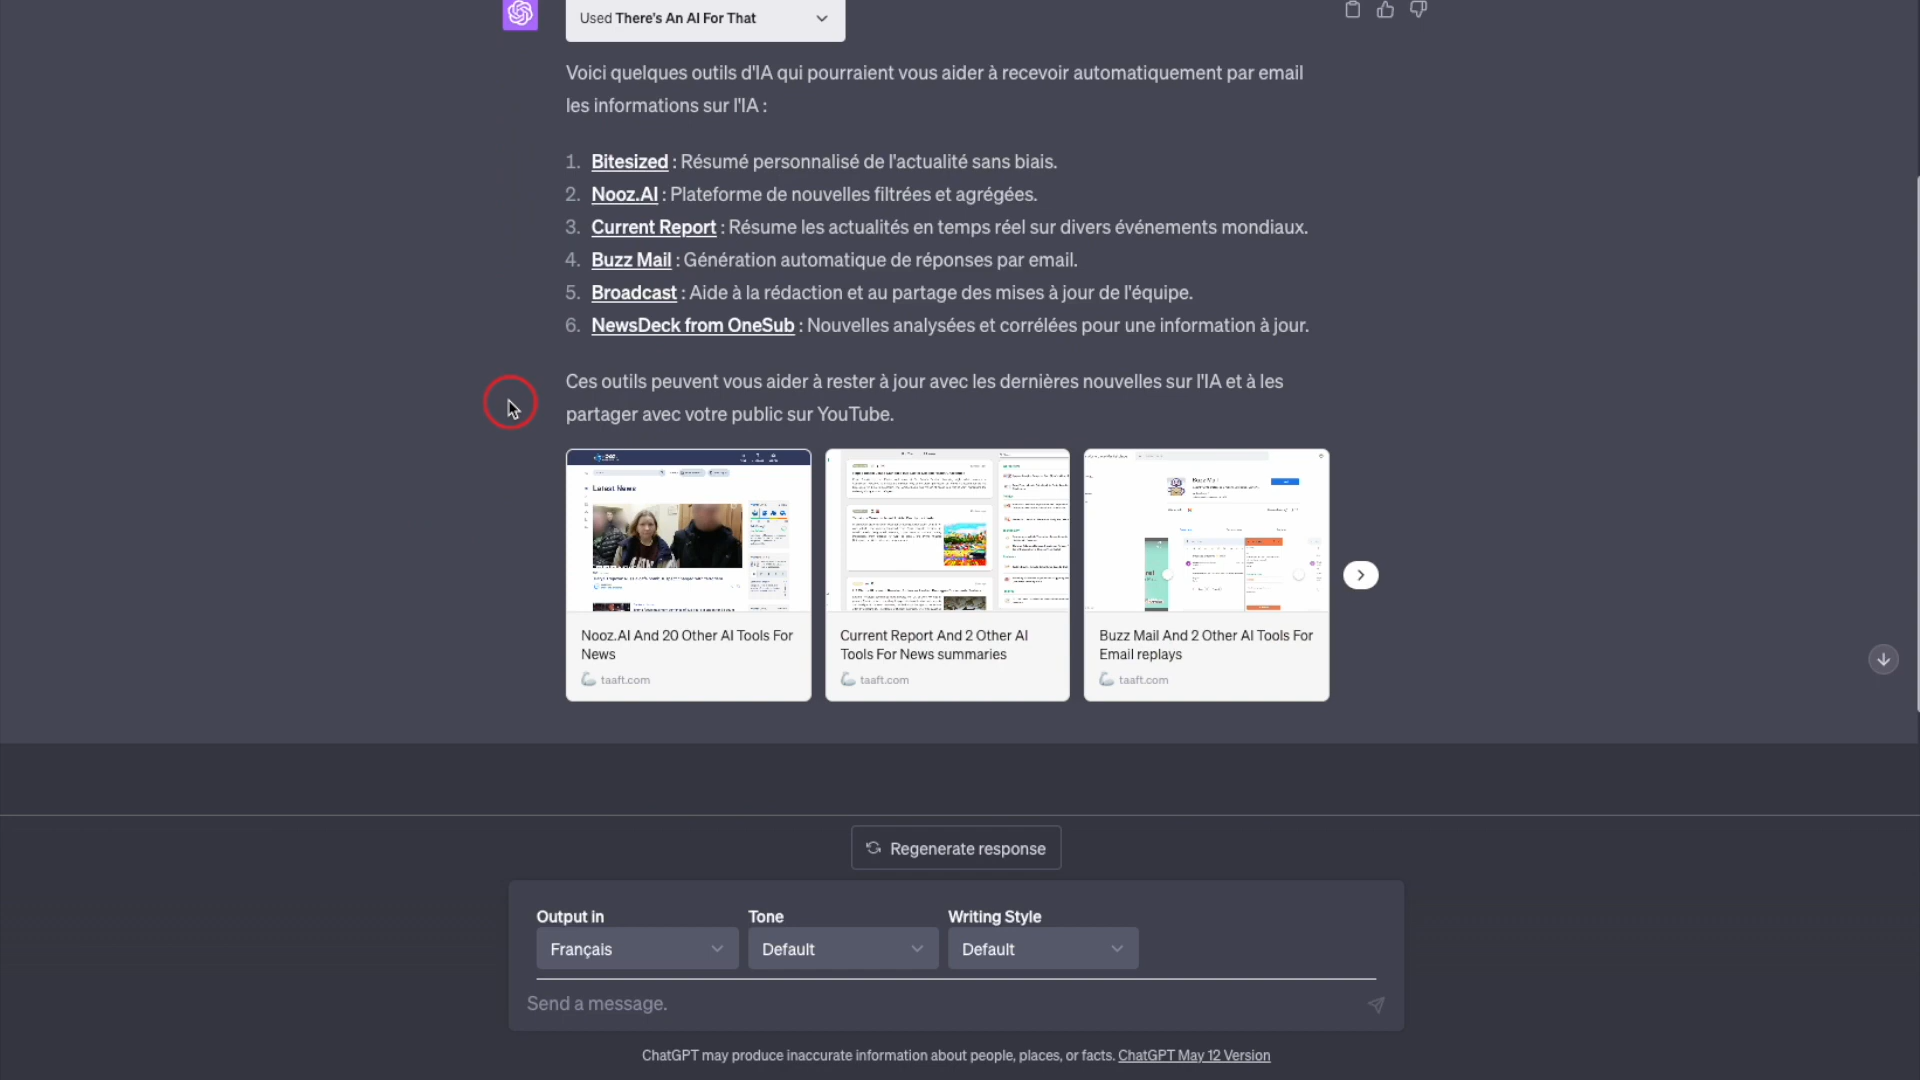 Used There's An AI For That
Voici quelques outils d'IA qui pourraient vous aider à recevoir automatiquement par email
les informations sur l'IA :
1. Bitesized : Résumé personnalisé de l'actualité sans biais.
2. Nooz.AI : Plateforme de nouvelles filtrées et agrégées.
3. Current Report : Résume les actualités en temps réel sur divers événements mondiaux.
4. Buzz Mail : Génération automatique de réponses par email.
5. Broadcast : Aide à la rédaction et au partage des mises à jour de l'équipe.
6. NewsDeck from OneSub : Nouvelles analysées et corrélées pour une information à jour.
Ces outils peuvent vous aider à rester à jour avec les dernières nouvelles sur l'IA et à les
partager avec votre public sur YouTube.
Latest News
Buzz Mail
Nooz.AI And 20 Other AI Tools For
News
taaft.com
Current Report And 2 Other AI
Tools For News summaries
taaft.com
Buzz Mail And 2 Other AI Tools For
Email replays
taaft.com
Regenerate response
Output in
Tone
Writing Style
Français
Default
Default
Send a message.
ChatGPT may produce inaccurate information about people, places, or facts. ChatGPT May 12 Version